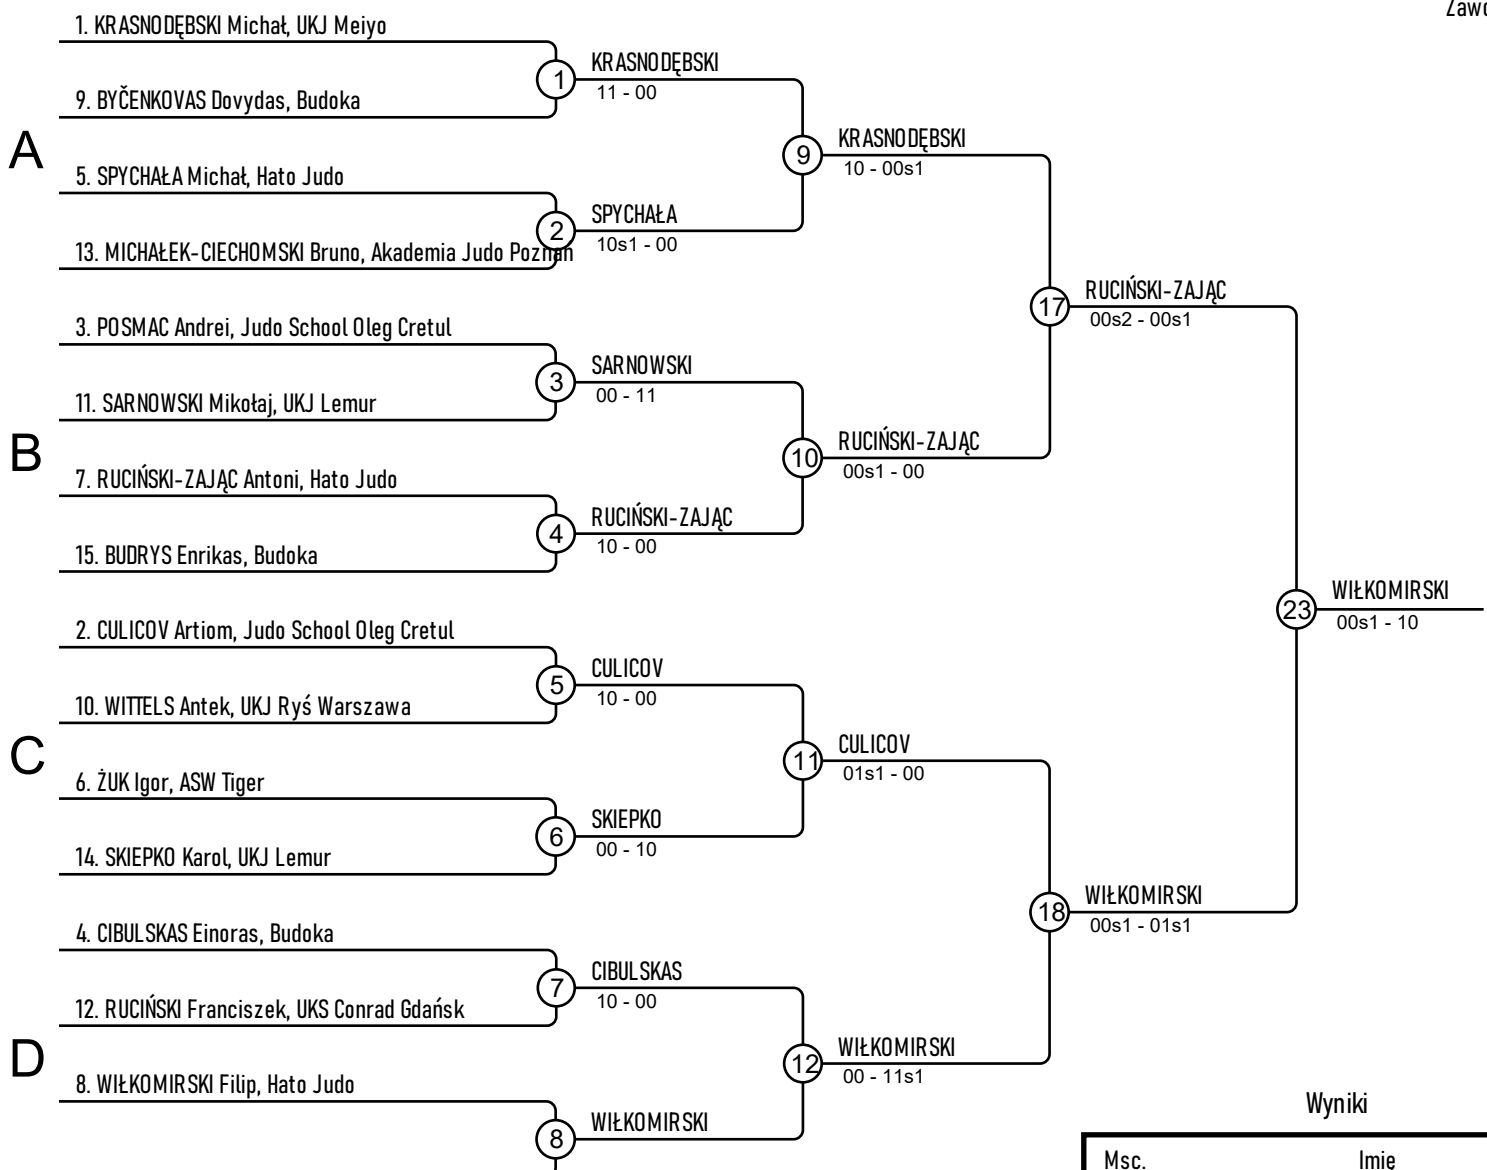 Zawo
1. KRASNODĘBSKI Michał, UKJ Meiyo
1
KRASNODĘBSKI
11 - 00
9. BYČENKOVAS Dovydas, Budoka
A
9
KRASNODĘBSKI
10 - 00s1
5. SPYCHAŁA Michał, Hato Judo
2
SPYCHAŁA
10s1 - 00
13. MICHAŁEK-CIECHOMSKI Bruno, Akademia Judo Poznań
17
RUCIŃSKI-ZAJĄC
00s2 - 00s1
3. POSMAC Andrei, Judo School Oleg Cretul
3
SARNOWSKI
00 - 11
11. SARNOWSKI Mikołaj, UKJ Lemur
B
10
RUCIŃSKI-ZAJĄC
00s1 - 00
7. RUCIŃSKI-ZAJĄC Antoni, Hato Judo
4
RUCIŃSKI-ZAJĄC
10 - 00
15. BUDRYS Enrikas, Budoka
23
WIŁKOMIRSKI
00s1 - 10
2. CULICOV Artiom, Judo School Oleg Cretul
5
CULICOV
10 - 00
10. WITTELS Antek, UKJ Ryś Warszawa
C
11
CULICOV
01s1 - 00
6. ŻUK Igor, ASW Tiger
6
SKIEPKO
00 - 10
14. SKIEPKO Karol, UKJ Lemur
18
WIŁKOMIRSKI
00s1 - 01s1
4. CIBULSKAS Einoras, Budoka
7
CIBULSKAS
10 - 00
12. RUCIŃSKI Franciszek, UKS Conrad Gdańsk
D
12
WIŁKOMIRSKI
00 - 11s1
8. WIŁKOMIRSKI Filip, Hato Judo
8
WIŁKOMIRSKI
Wyniki
Msc. Imię